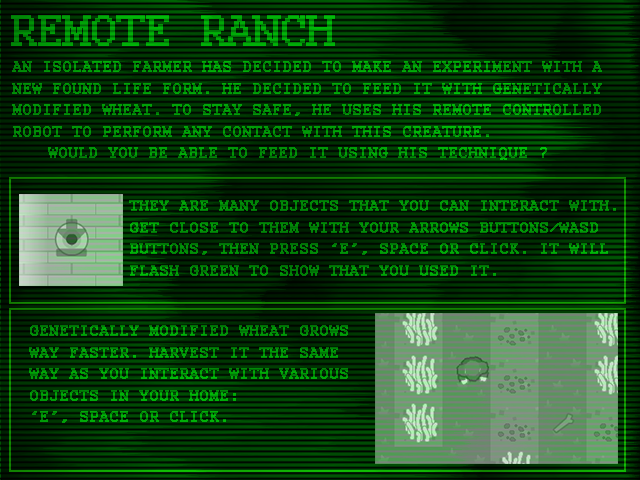 REMOTE RANCH
AN ISOLATED FARMER HAS DECIDED TO MAKE AN EXPERIMENT WITH A
NEW FOUND LIFE FORM. HE DECIDED TO FEED IT WITH GENETICALLY
MODIFIED WHEAT. TO STAY SAFE, HE USES HIS REMOTE CONTROLLED
ROBOT TO PERFORM ANY CONTACT WITH THIS CREATURE.
WOULD YOU BE ABLE TO FEED IT USING HIS TECHNIQUE ?
THEY ARE MANY OBJECTS THAT YOU CAN INTERACT WITH.
GET CLOSE TO THEM WITH YOUR ARROWS BUTTONS/WASD
BUTTONS, THEN PRESS 'E', SPACE OR CLICK. IT WILL
FLASH GREEN TO SHOW THAT YOU USED IT.
GENETICALLY MODIFIED WHEAT GROWS
WAY FASTER. HARVEST IT THE SAME
WAY AS YOU INTERACT WITH VARIOUS
OBJECTS IN YOUR HOME:
'E', SPACE OR CLICK.